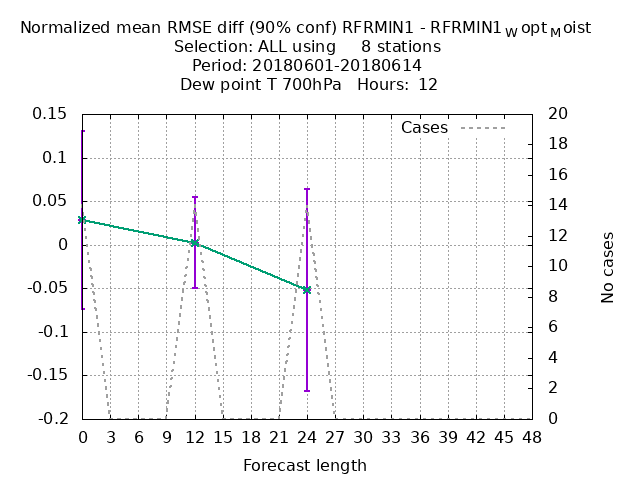 Normalized mean RMSE diff (90% conf) RFRMIN1 - RFRMIN1WoptMoist
Selection: ALL using 8 stations
Period: 20180601-20180614
Dew point T 700hPa Hours: 12
Cases
0.15
0.1
0.05
0
-0.05
-0.1
-0.15
-0.2
20
18
16
14
12
10
8
6
4
2
0
No cases
0 3 6 9 12 15 18 21 24 27 30 33 36 39 42 45 48
Forecast length